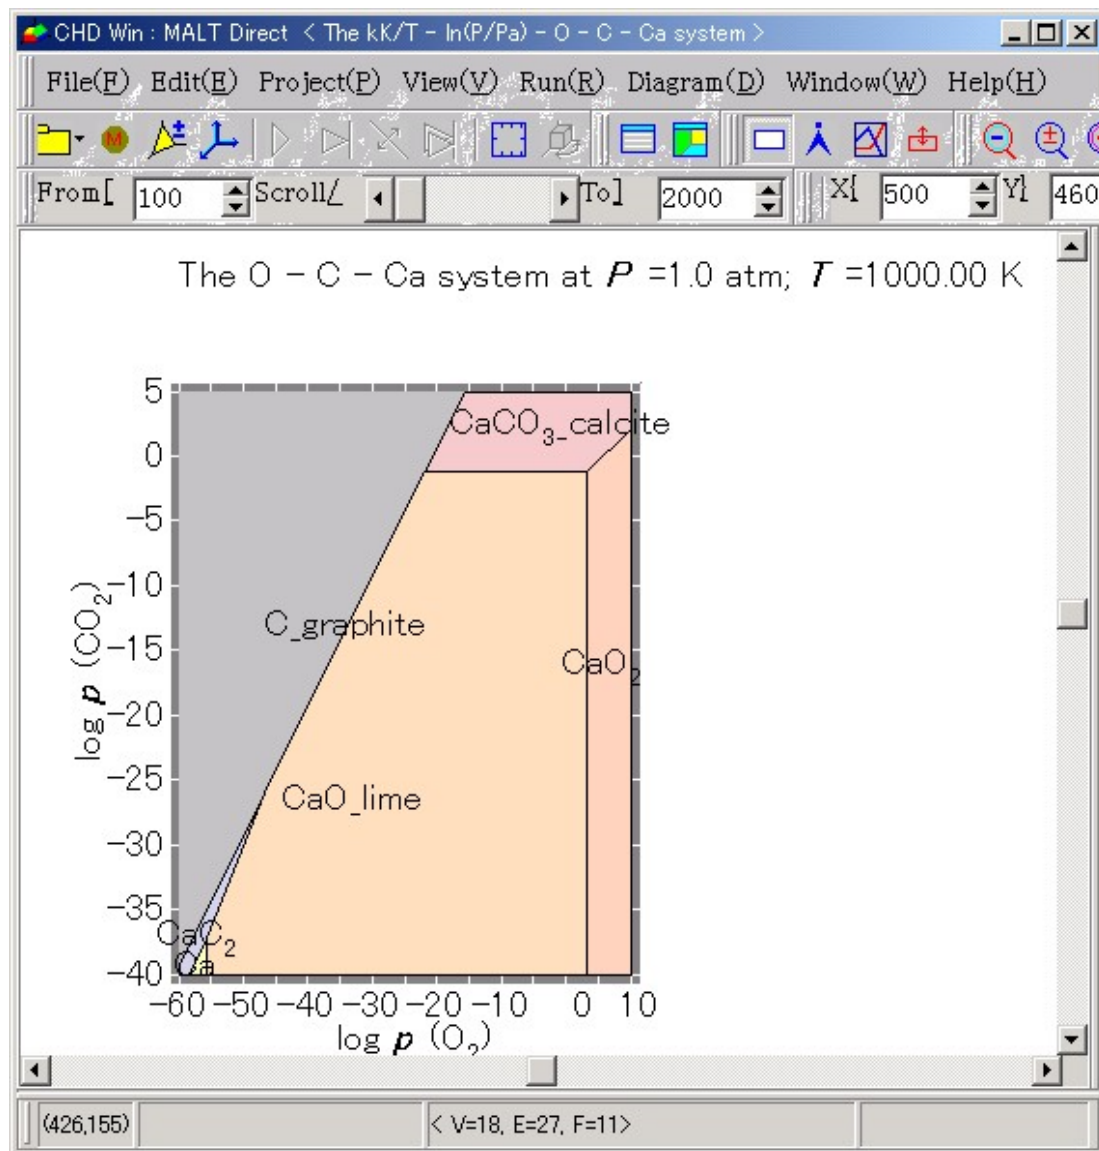 CHD Win : MALT Direct < The kK/T - ln(P/Pa) - O - C - Ca system >
File(F) Edit(E) Project(P) View(V) Run(R) Diagram(D) Window(W) Help(H)
M
From[ 100 Scroll/ To] 2000 X{ 500 Y} 460
The O - C - Ca system at P =1.0 atm; T =1000.00 K
5
CaCO3_calcite
0
-5
-10
log p (CO2)
C_graphite
-15
CaO2
-20
-25
CaO_lime
-30
-35
CaC2
Ca
-40
-60 -50 -40 -30 -20 -10 0 10
log p (O2)
(426,155) < V=18, E=27, F=11>